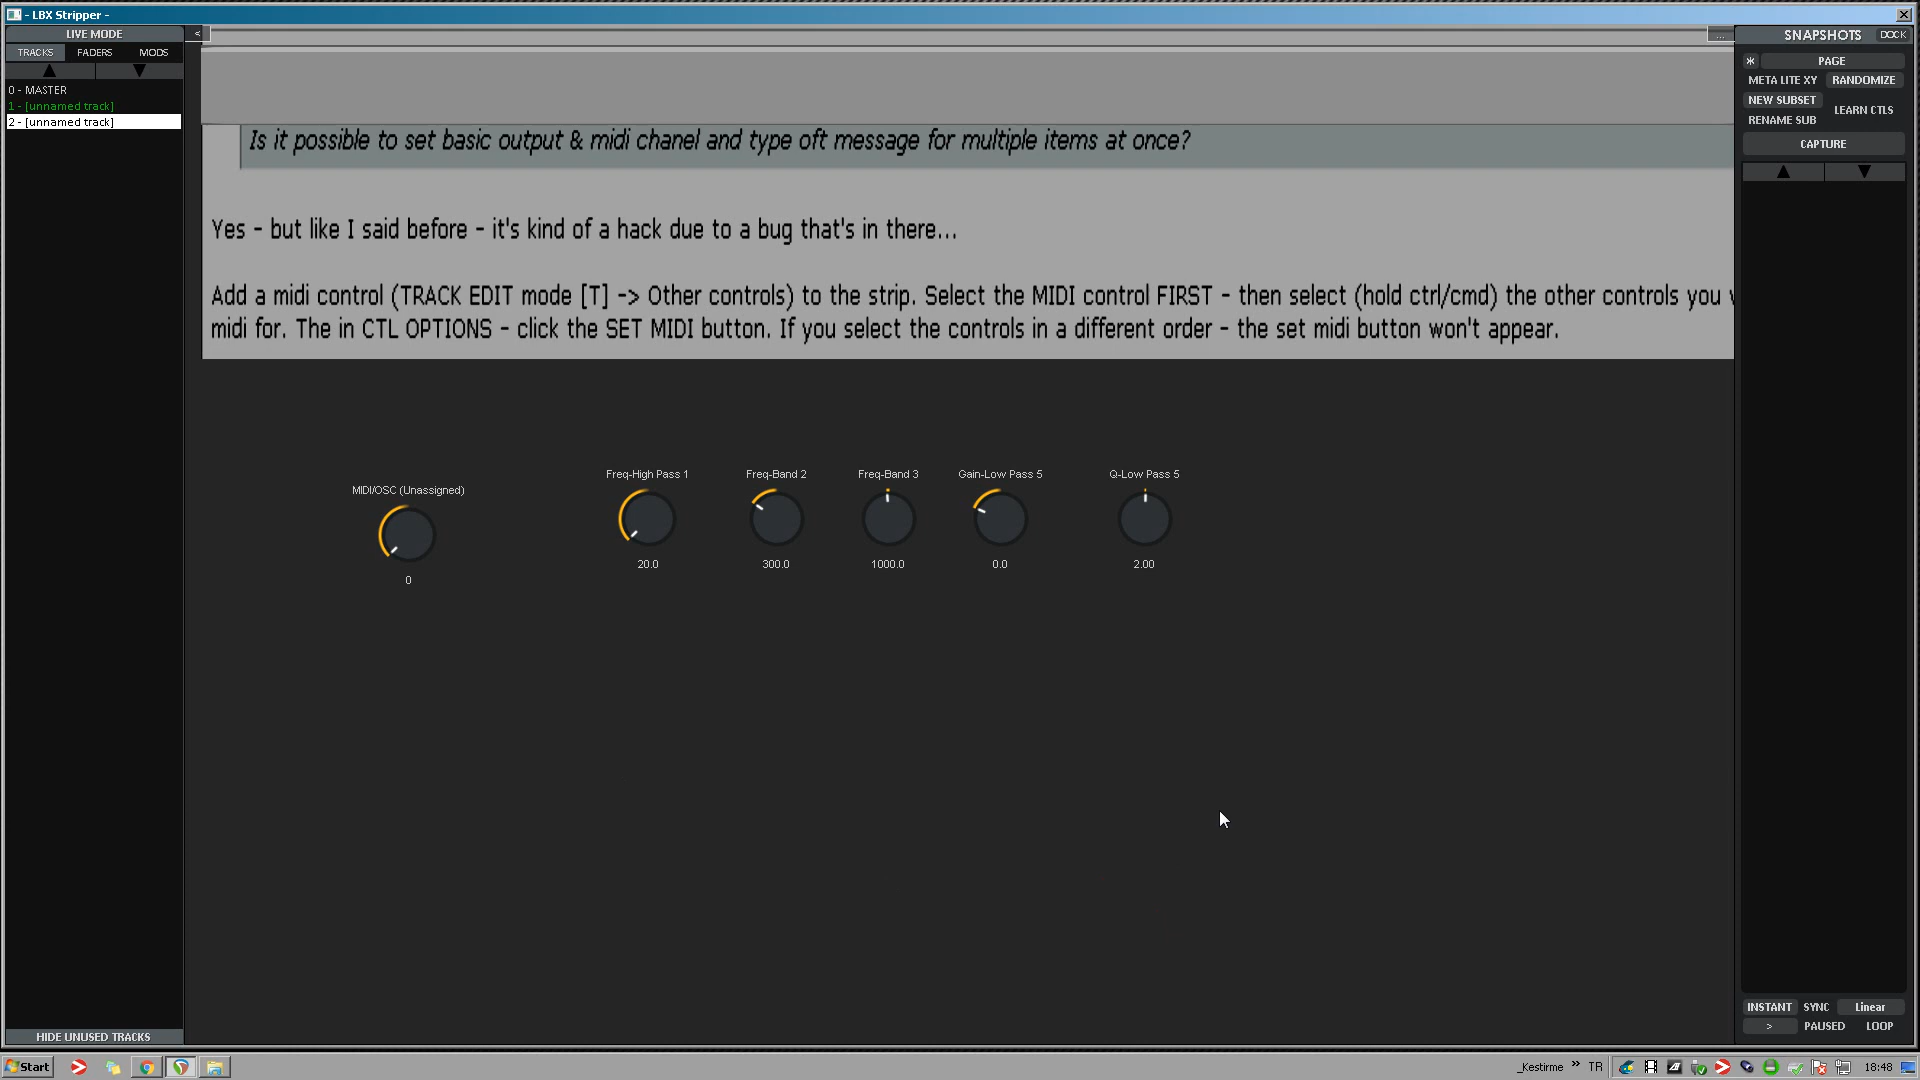 - LBX Stripper -
LIVE MODE
<
...
SNAPSHOTS
DOCK
TRACKS
FADERS
MODS
PAGE
META LITE XY
RANDOMIZE
0 - MASTER
NEW SUBSET
LEARN CTLS
1 - [unnamed track]
RENAME SUB
2 - [unnamed track]
CAPTURE
Is it possible to set basic output & midi chanel and type oft message for multiple items at once?
Yes - but like I said before - it's kind of a hack due to a bug that's in there...
Add a midi control (TRACK EDIT mode [T] -> Other controls) to the strip. Select the MIDI control FIRST - then select (hold ctrl/cmd) the other controls you
midi for. The in CTL OPTIONS - click the SET MIDI button. If you select the controls in a different order - the set midi button won't appear.
MIDI/OSC (Unassigned)
0
Freq-High Pass 1
20.0
Freq-Band 2
300.0
Freq-Band 3
1000.0
Gain-Low Pass 5
0.0
Q-Low Pass 5
2.00
INSTANT
SYNC
Linear
>
PAUSED
LOOP
HIDE UNUSED TRACKS
Start
_Kestirme
»
TR
18:48